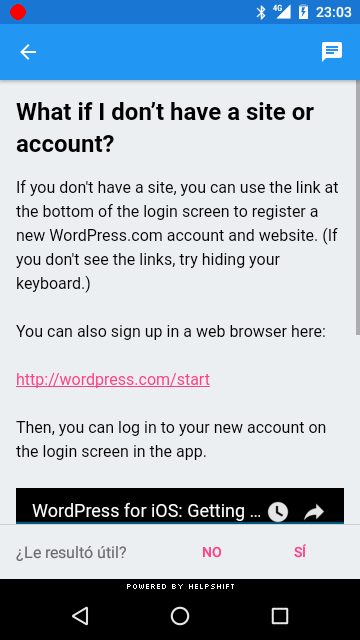 4G 23:03
What if I don’t have a site or
account?
If you don't have a site, you can use the link at
the bottom of the login screen to register a
new WordPress.com account and website. (If
you don't see the links, try hiding your
keyboard.)
You can also sign up in a web browser here:
http://wordpress.com/start
Then, you can log in to your new account on
the login screen in the app.
WordPress for iOS: Getting ...
¿Le resultó útil? NO SÍ
POWERED BY HELPSHIFT